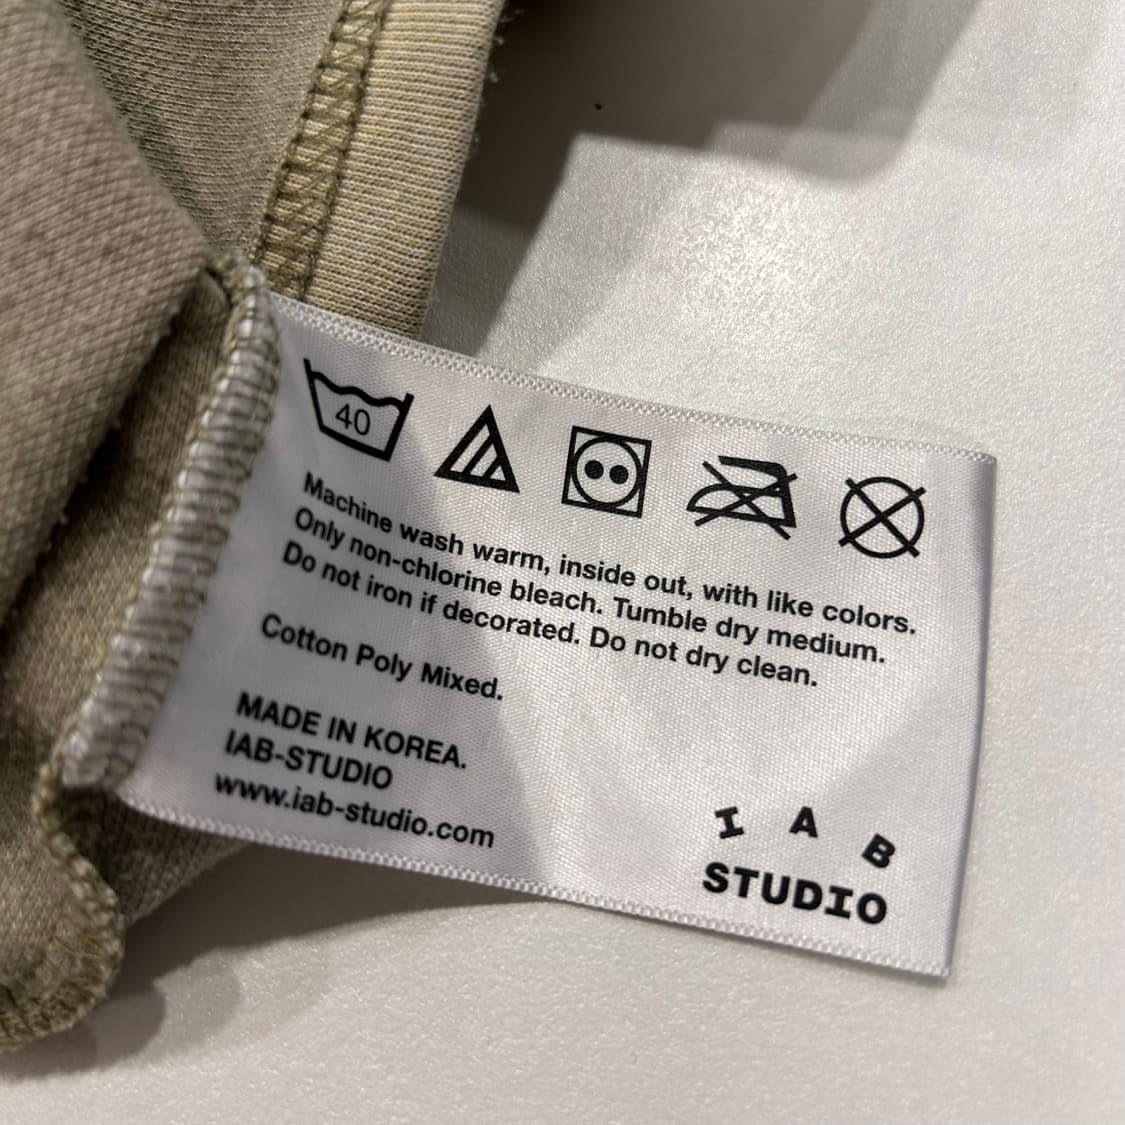 40
Machine wash warm, inside out, with like colors.
Only non-chlorine bleach. Tumble dry medium.
Do not iron if decorated. Do not dry clean.
Cotton Poly Mixed.
MADE IN KOREA.
IAB-STUDIO
www.iab-studio.com
I A B
STUDIO